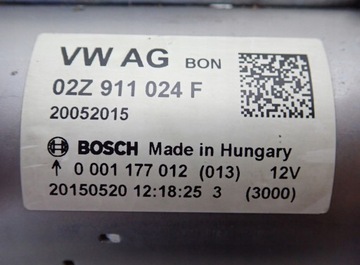 VW AG BON
02Z 911 024 F
20052015
BOSCH Made in Hungary
↑ 0 001 177 012 (013) 12V
20150520 12:18:25 3 (3000)